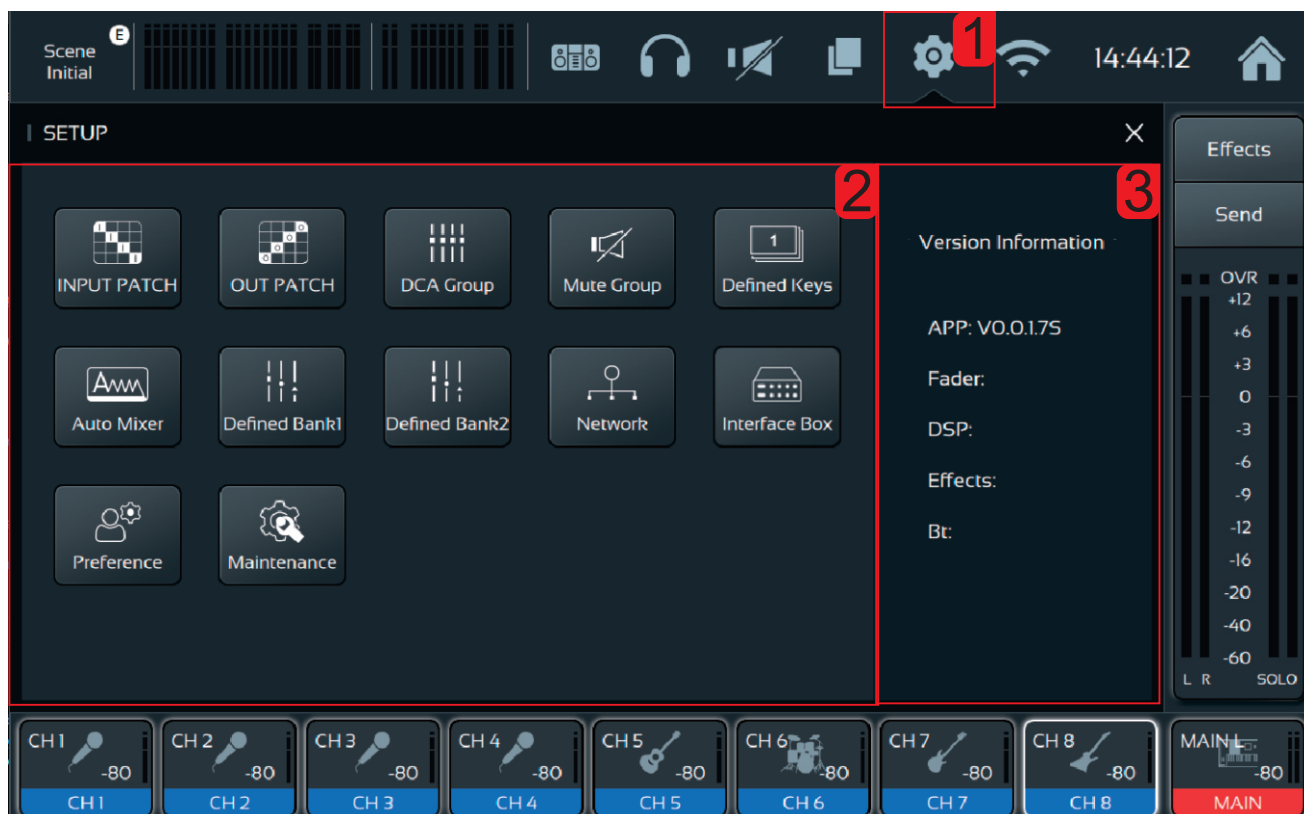 Scene
Initial
E
1
14:44:12
SETUP
2
3
INPUT PATCH
OUT PATCH
DCA Group
Mute Group
1
Defined Keys
Auto Mixer
Defined Bank1
Defined Bank2
Network
Interface Box
Preference
Maintenance
Version Information
APP: V0.0.1.7S
Fader:
DSP:
Effects:
Bt:
Effects
Send
OVR
+12
+6
+3
0
-3
-6
-9
-12
-16
-20
-40
-60
L R SOLO
CH 1
-80
CH 1
CH 2
-80
CH 2
CH 3
-80
CH 3
CH 4
-80
CH 4
CH 5
-80
CH 5
CH 6
-80
CH 6
CH 7
-80
CH 7
CH 8
-80
CH 8
MAIN L
-80
MAIN